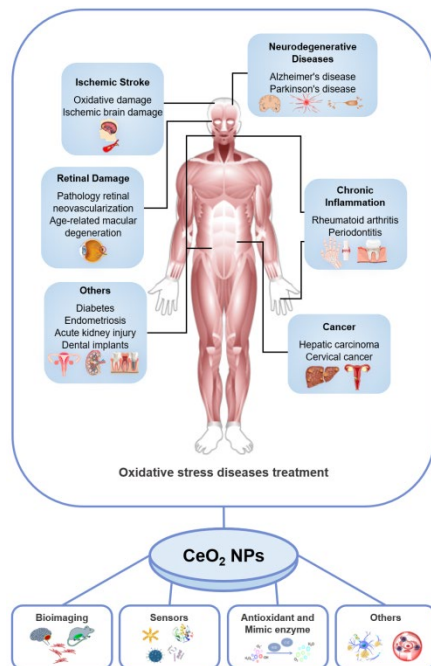 Neurodegenerative
Diseases
Alzheimer's disease
Parkinson's disease
Ischemic Stroke
Oxidative damage
Ischemic brain damage
Retinal Damage
Pathology retinal
neovascularization
Age-related macular
degeneration
Chronic
Inflammation
Rheumatoid arthritis
Periodontitis
Others
Diabetes
Endometriosis
Acute kidney injury
Dental implants
Cancer
Hepatic carcinoma
Cervical cancer
Oxidative stress diseases treatment
CeO₂ NPs
Bioimaging
Sensors
Antioxidant and
Mimic enzyme
Others